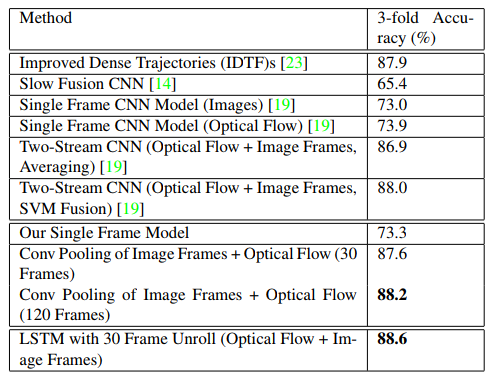 Method 3-fold Accu-
racy (%)
Improved Dense Trajectories (IDTF)s [23] 87.9
Slow Fusion CNN [14] 65.4
Single Frame CNN Model (Images) [19] 73.0
Single Frame CNN Model (Optical Flow) [19] 73.9
Two-Stream CNN (Optical Flow + Image Frames, 86.9
Averaging) [19]
Two-Stream CNN (Optical Flow + Image Frames, 88.0
SVM Fusion) [19]
Our Single Frame Model 73.3
Conv Pooling of Image Frames + Optical Flow (30 87.6
Frames)
Conv Pooling of Image Frames + Optical Flow 88.2
(120 Frames)
LSTM with 30 Frame Unroll (Optical Flow + Im- 88.6
age Frames)